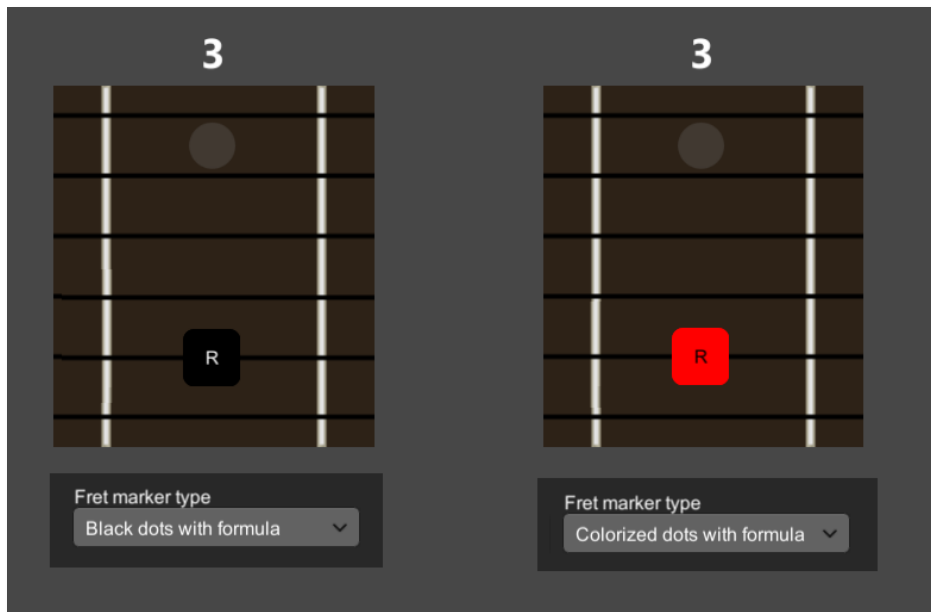 3
3
R
R
Fret marker type
Black dots with formula
Fret marker type
Colorized dots with formula